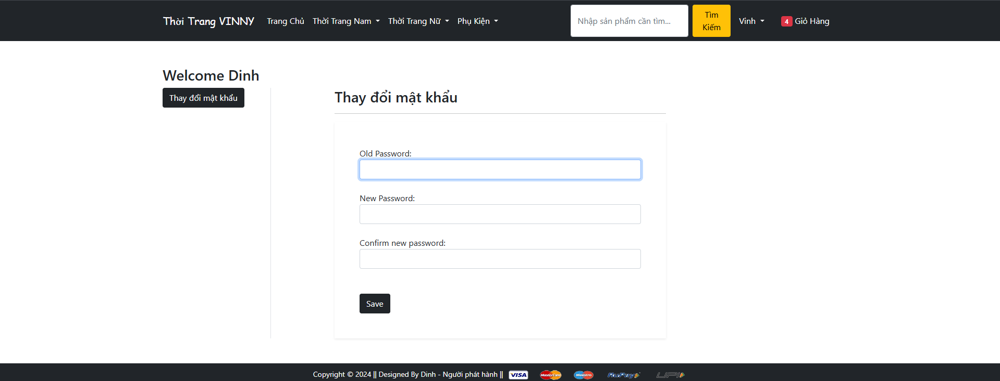 Thời Trang VINNY Trang Chủ Thời Trang Nam Thời Trang Nữ Phụ Kiện Nhập sản phẩm cần tìm... Tìm Kiếm Vinh 4 Giỏ Hàng
Welcome Dinh
Thay đổi mật khẩu
Thay đổi mật khẩu
Old Password:
New Password:
Confirm new password:
Save
Copyright © 2024 || Designed By Dinh - Người phát hành || VISA MasterCard Maestro RuPay UPI